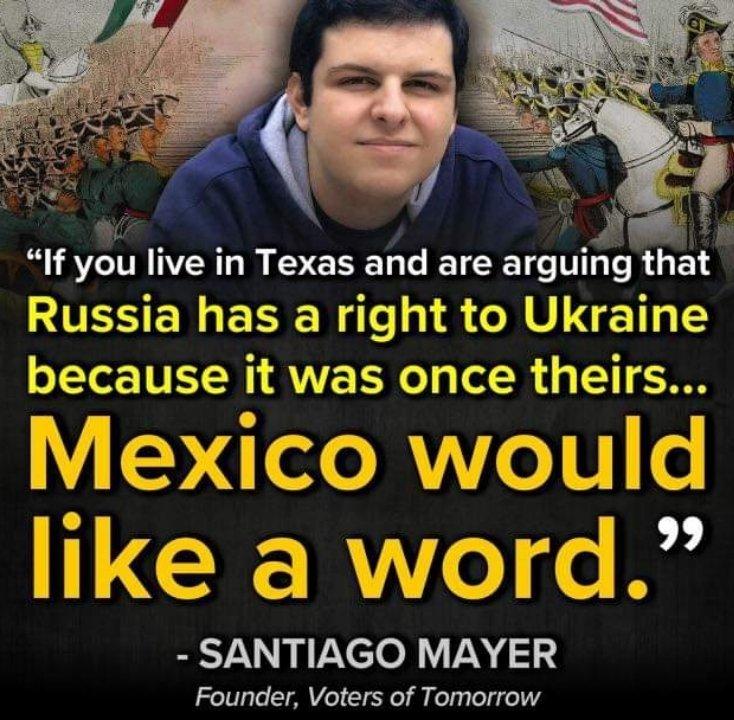 “If you live in Texas and are arguing that
Russia has a right to Ukraine
because it was once theirs...
Mexico would
like a word.”
- SANTIAGO MAYER
Founder, Voters of Tomorrow